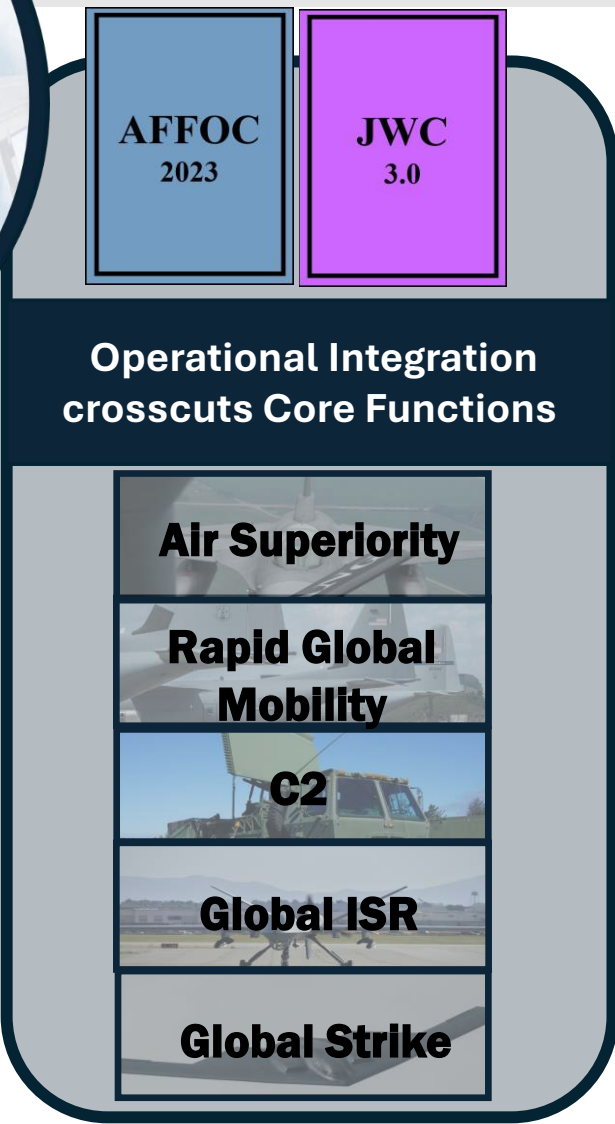 AFFOC
2023
JWC
3.0
Operational Integration
crosscuts Core Functions
Air Superiority
Rapid Global
Mobility
C2
Global ISR
Global Strike